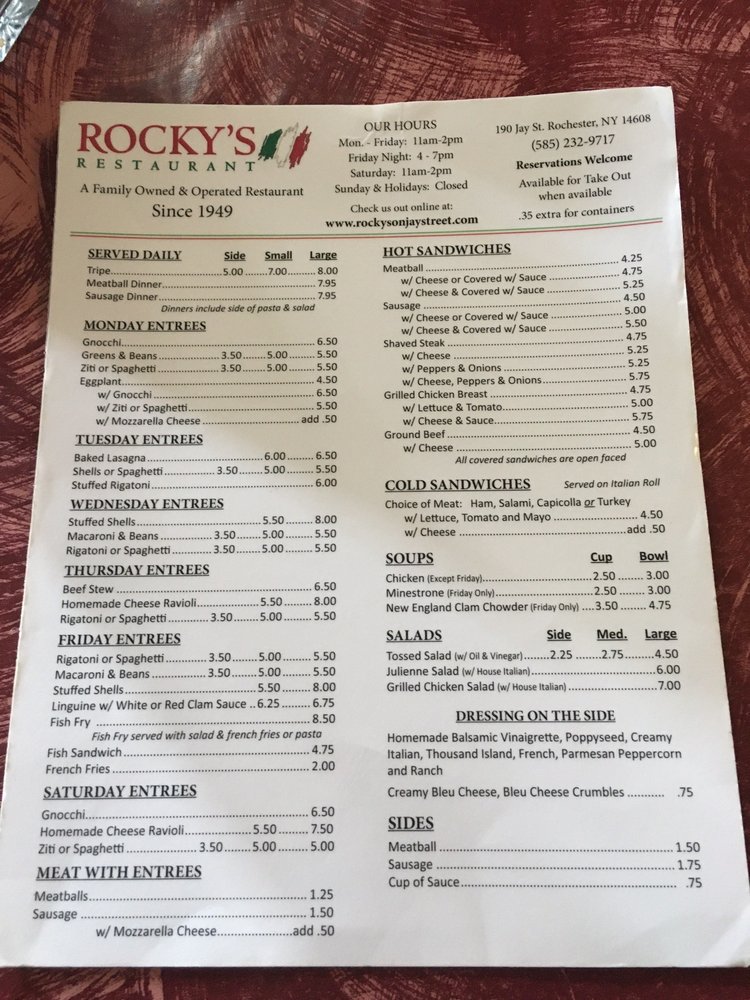 ROCKY'S
RESTAURANT
A Family Owned & Operated Restaurant
Since 1949
OUR HOURS
Mon. - Friday: 11am-2pm
Friday Night: 4 - 7pm
Saturday: 11am-2pm
Sunday & Holidays: Closed
Check us out online at:
www.rockysonjaystreet.com
190 Jay St. Rochester, NY 14608
(585) 232-9717
Reservations Welcome
Available for Take Out
when available
.35 extra for containers
SERVED DAILY Side Small Large
Tripe 5.00 7.00 8.00
Meatball Dinner 7.95
Sausage Dinner 7.95
Dinners include side of pasta & salad
MONDAY ENTREES
Gnocchi 6.50
Greens & Beans 3.50 5.00 5.50
Ziti or Spaghetti 3.50 5.00 5.50
Eggplant 4.50
w/ Gnocchi 6.50
w/ Ziti or Spaghetti 5.50
w/ Mozzarella Cheese add .50
TUESDAY ENTREES
Baked Lasagna 6.00 6.50
Shells or Spaghetti 3.50 5.00 5.50
Stuffed Rigatoni 6.00
WEDNESDAY ENTREES
Stuffed Shells 5.50 8.00
Macaroni & Beans 3.50 5.00 5.50
Rigatoni or Spaghetti 3.50 5.00 5.50
THURSDAY ENTREES
Beef Stew 6.50
Homemade Cheese Ravioli 5.50 8.00
Rigatoni or Spaghetti 3.50 5.00 5.50
FRIDAY ENTREES
Rigatoni or Spaghetti 3.50 5.00 5.50
Macaroni & Beans 3.50 5.00 5.50
Stuffed Shells 5.50 8.00
Linguine w/ White or Red Clam Sauce 6.25 6.75
Fish Fry 8.50
Fish Fry served with salad & french fries or pasta
Fish Sandwich 4.75
French Fries 2.00
SATURDAY ENTREES
Gnocchi 6.50
Homemade Cheese Ravioli 5.50 7.50
Ziti or Spaghetti 3.50 5.00 5.00
MEAT WITH ENTREES
Meatballs 1.25
Sausage 1.50
w/ Mozzarella Cheese add .50
HOT SANDWICHES
Meatball 4.25
w/ Cheese or Covered w/ Sauce 4.75
w/ Cheese & Covered w/ Sauce 5.25
Sausage 4.50
w/ Cheese or Covered w/ Sauce 5.00
w/ Cheese & Covered w/ Sauce 5.50
Shaved Steak 4.75
w/ Cheese 5.25
w/ Peppers & Onions 5.25
w/ Cheese, Peppers & Onions 5.75
Grilled Chicken Breast 4.75
w/ Lettuce & Tomato 5.00
w/ Cheese & Sauce 5.75
Ground Beef 4.50
w/ Cheese 5.00
All covered sandwiches are open faced
COLD SANDWICHES Served on Italian Roll
Choice of Meat: Ham, Salami, Capicolla or Turkey
w/ Lettuce, Tomato and Mayo 4.50
w/ Cheese add .50
SOUPS Cup Bowl
Chicken (Except Friday) 2.50 3.00
Minestrone (Friday Only) 2.50 3.00
New England Clam Chowder (Friday Only) 3.50 4.75
SALADS Side Med. Large
Tossed Salad (w/ Oil & Vinegar) 2.25 2.75 4.50
Julienne Salad (w/ House Italian) 6.00
Grilled Chicken Salad (w/ House Italian) 7.00
DRESSING ON THE SIDE
Homemade Balsamic Vinaigrette, Poppyseed, Creamy
Italian, Thousand Island, French, Parmesan Peppercorn
and Ranch
Creamy Bleu Cheese, Bleu Cheese Crumbles .75
SIDES
Meatball 1.50
Sausage 1.75
Cup of Sauce .75